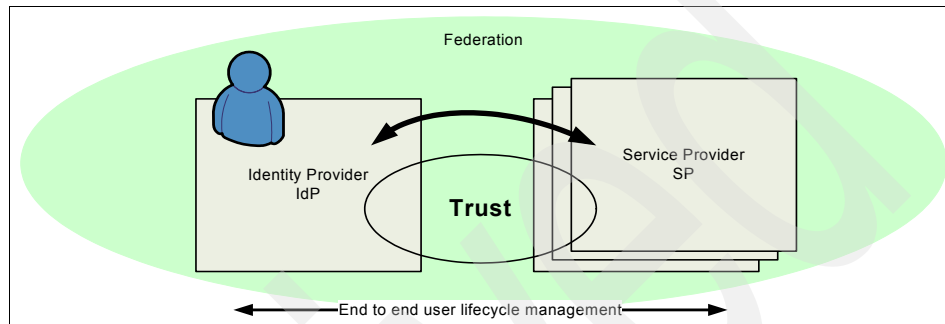 Federation
Identity Provider
IdP
Trust
Service Provider
SP
End to end user lifecycle management